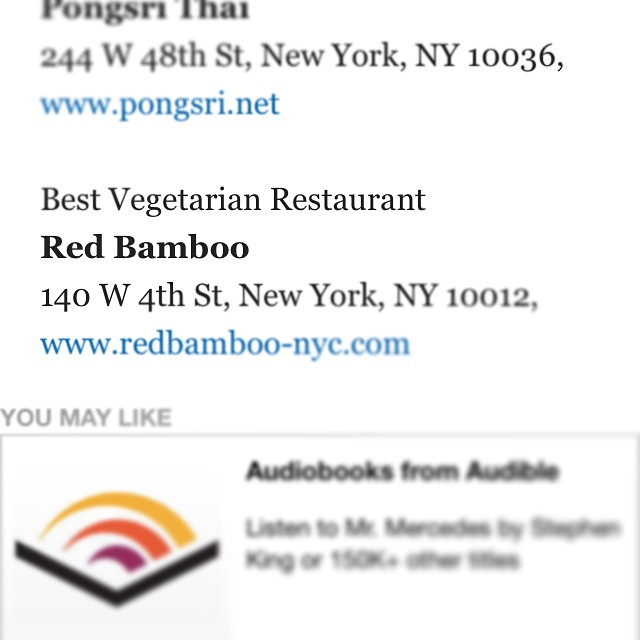 Pongsri Thai
244 W 48th St, New York, NY 10036,
www.pongsri.net
Best Vegetarian Restaurant
Red Bamboo
140 W 4th St, New York, NY 10012,
www.redbamboo-nyc.com
YOU MAY LIKE
Audiobooks from Audible
Listen to Mr. Mercedes by Stephen
King or 150K+ other titles